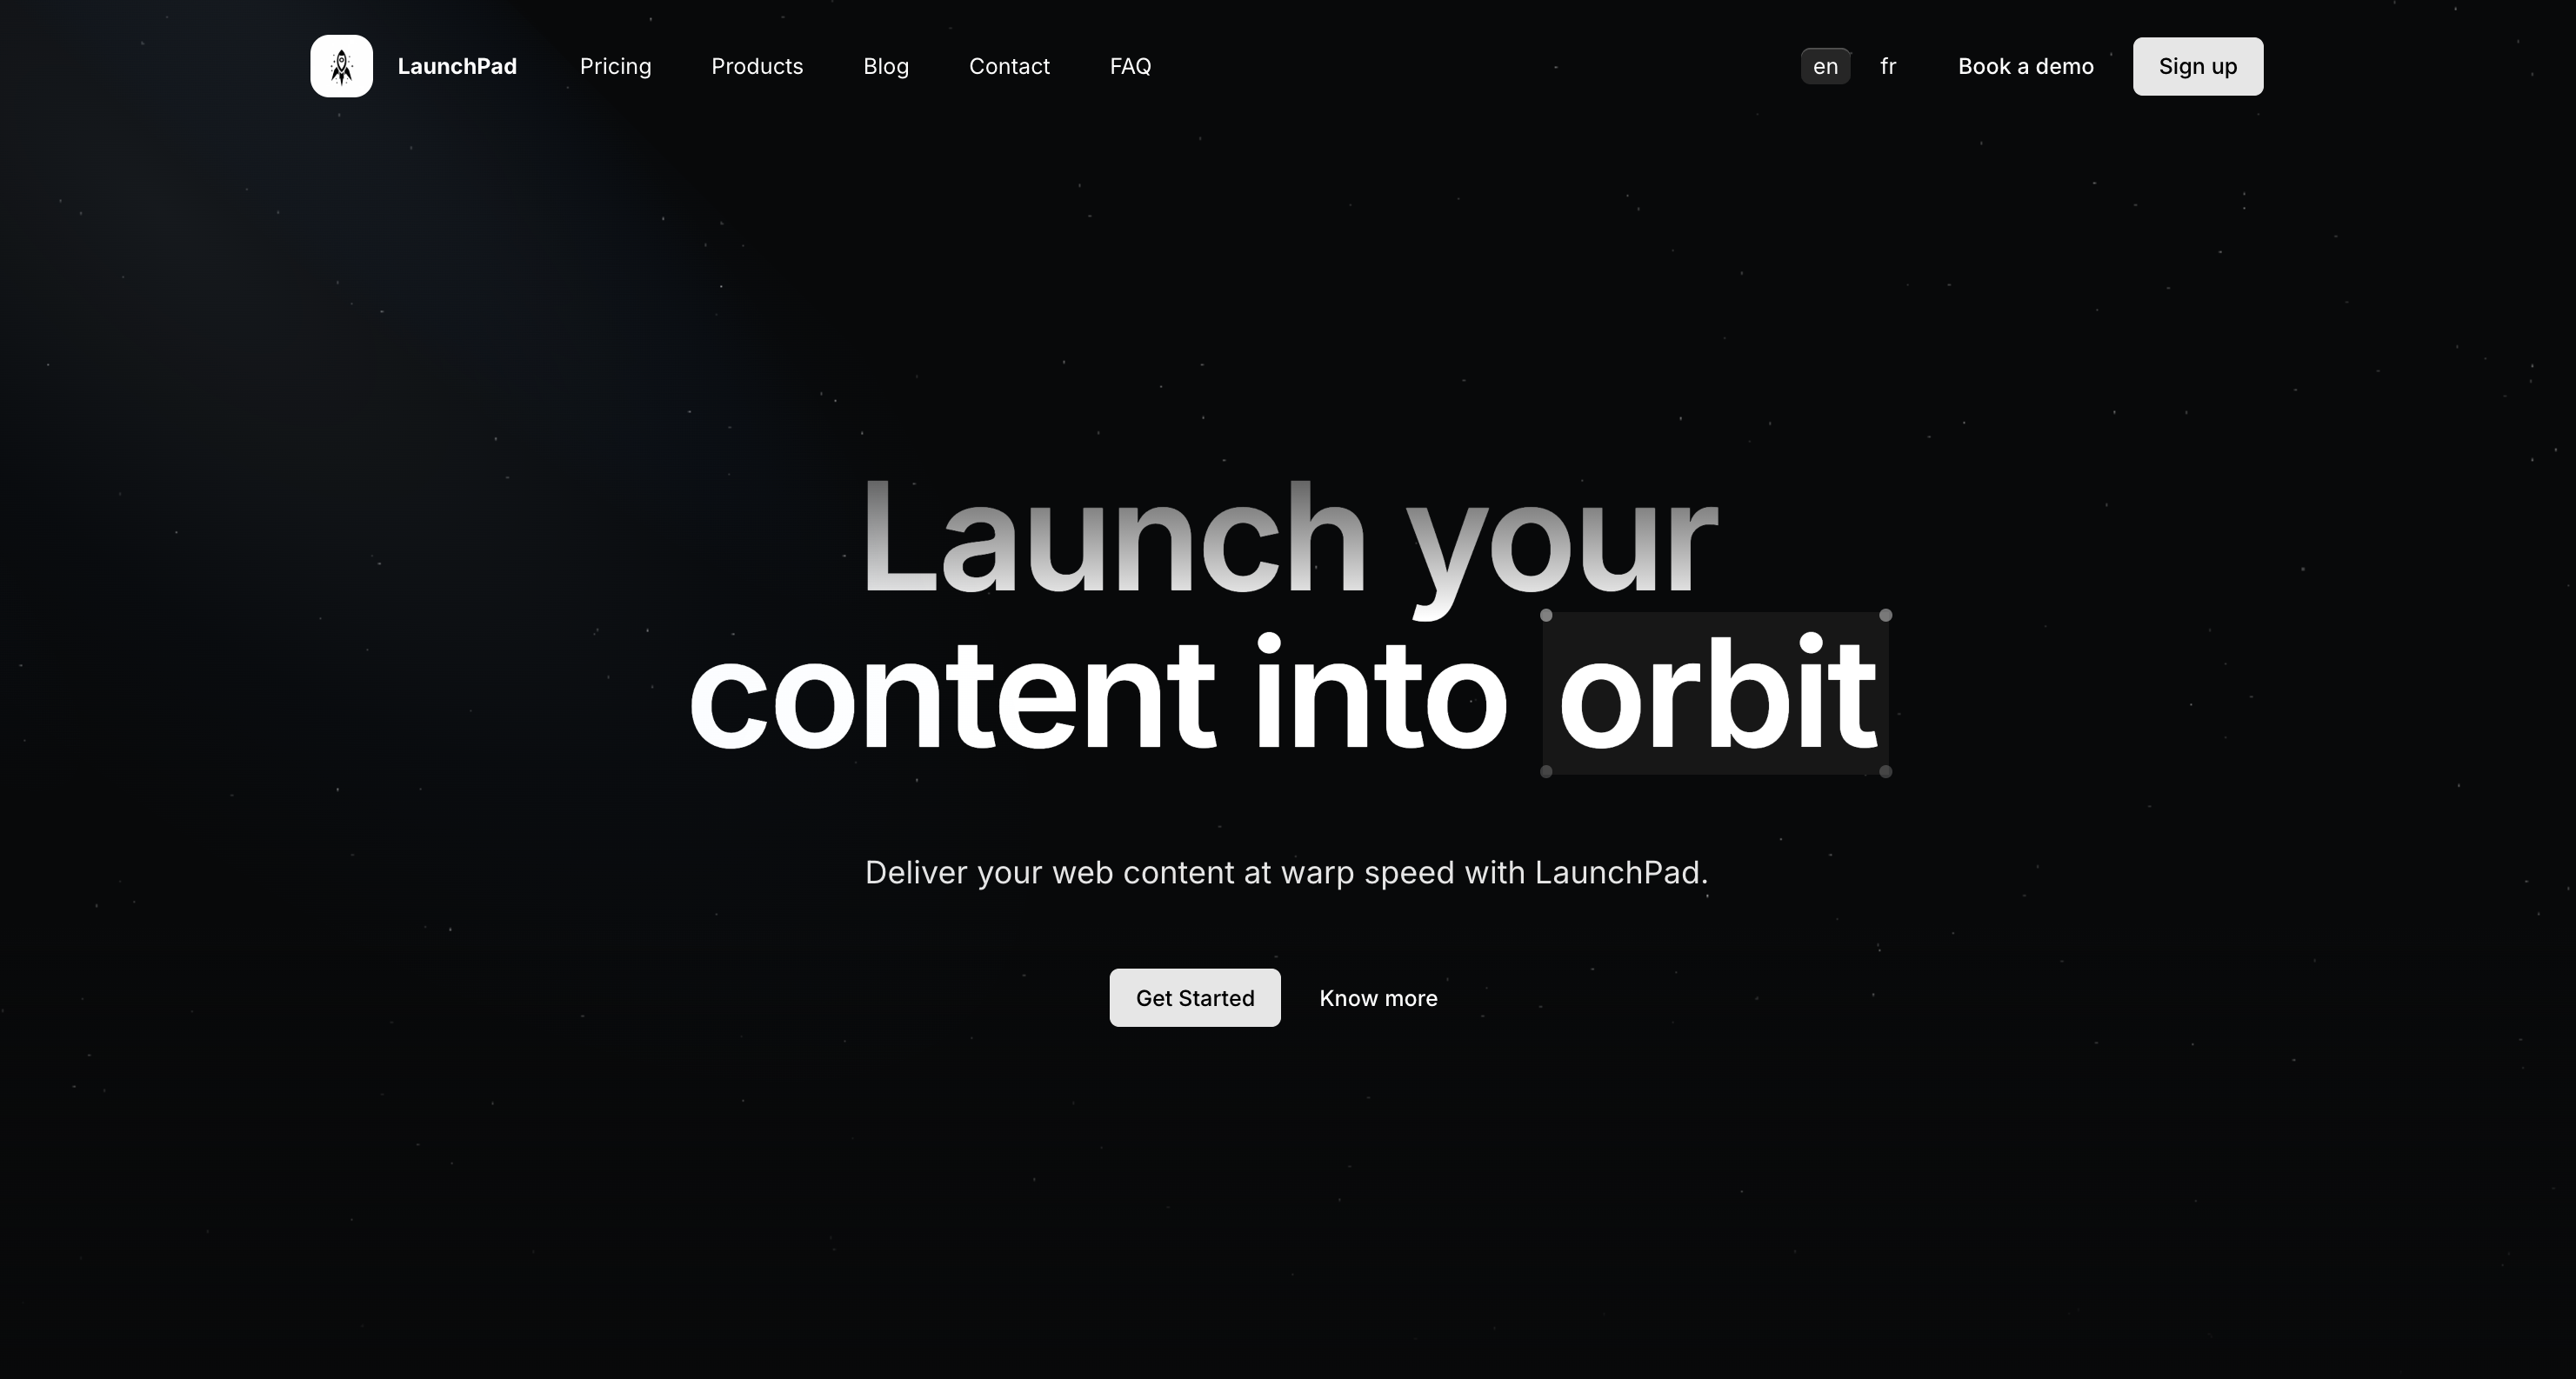 LaunchPad Pricing Products Blog Contact FAQ en fr Book a demo Sign up
Launch your
content into orbit
Deliver your web content at warp speed with LaunchPad.
Get Started Know more